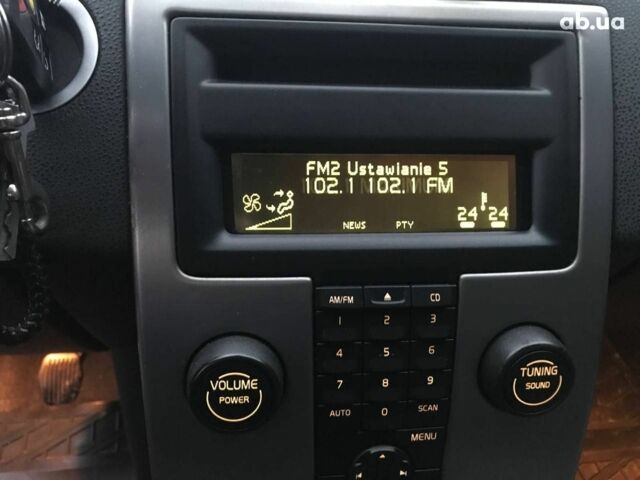 ab.ua
FM2 Ustawianie 5
102.1 102.1 FM
24 24
NEWS PTY
AM/FM CD
1 2 3
4 5 6
7 8 9
AUTO 0 SCAN
MENU
VOLUME
POWER
TUNING
SOUND